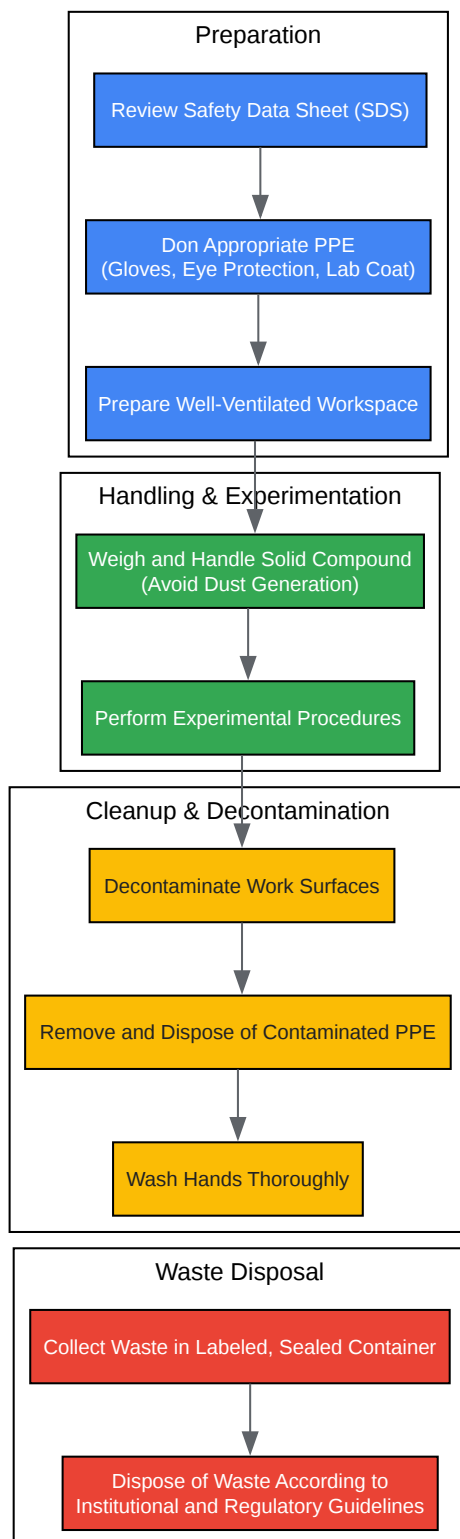 Preparation
Review Safety Data Sheet (SDS)
Don Appropriate PPE
(Gloves, Eye Protection, Lab Coat)
Prepare Well-Ventilated Workspace
Handling & Experimentation
Weigh and Handle Solid Compound
(Avoid Dust Generation)
Perform Experimental Procedures
Cleanup & Decontamination
Decontaminate Work Surfaces
Remove and Dispose of Contaminated PPE
Wash Hands Thoroughly
Waste Disposal
Collect Waste in Labeled, Sealed Container
Dispose of Waste According to
Institutional and Regulatory Guidelines